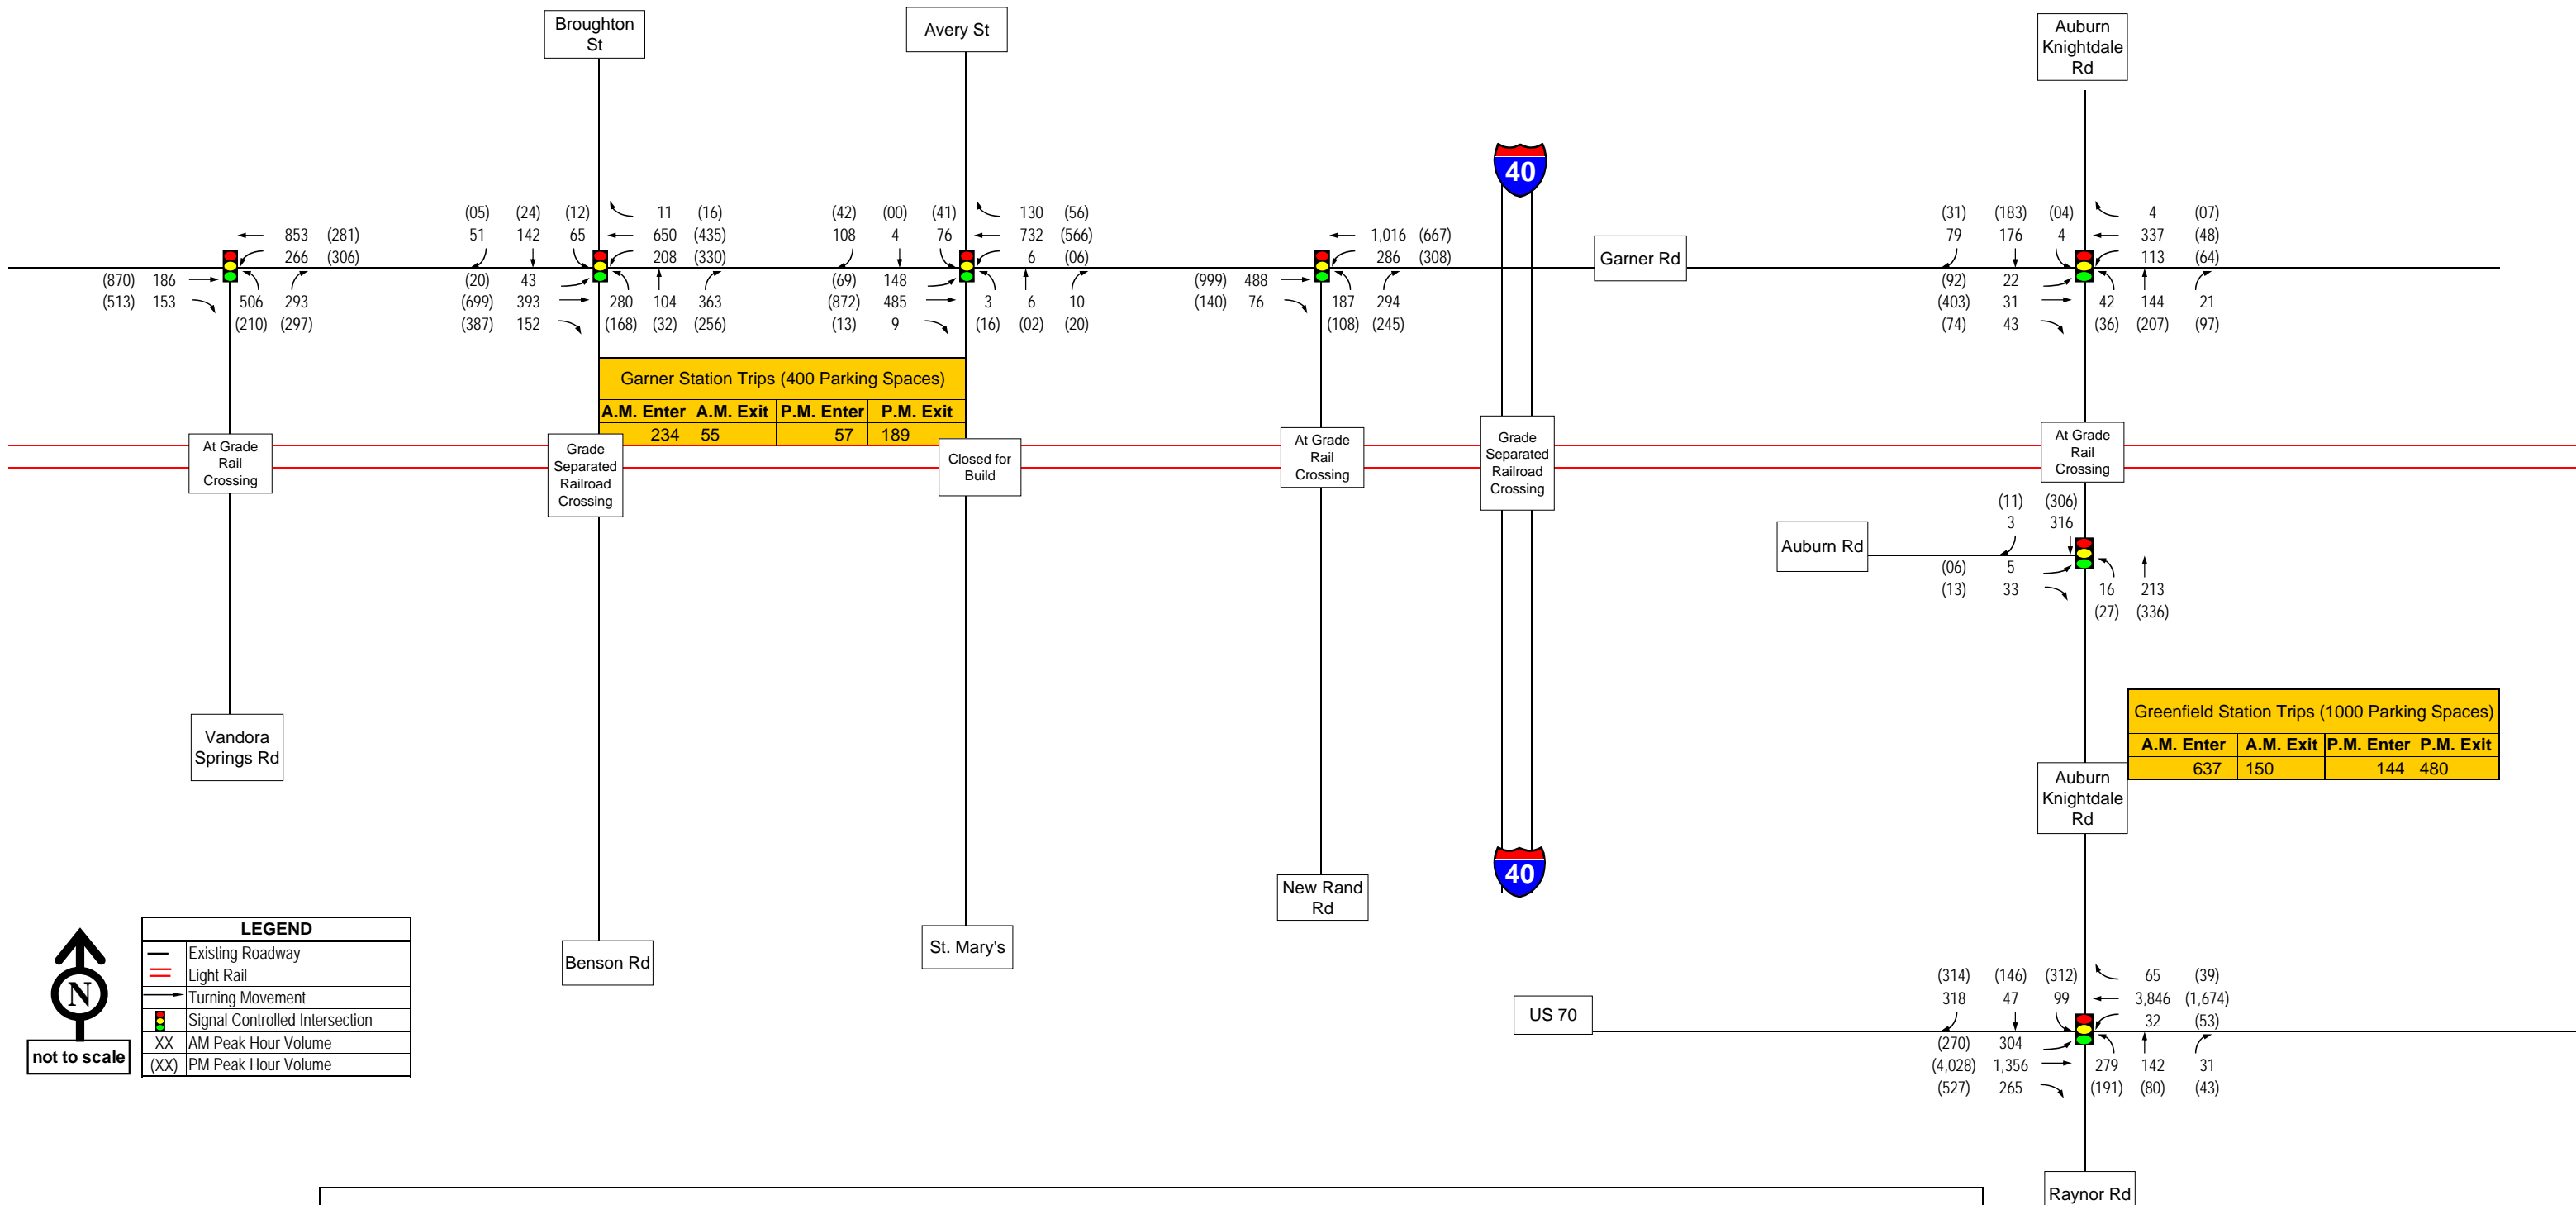 Broughton
St
Avery St
Auburn
Knightdale
Rd
40
853 (281)
266 (306)
(870) 186
(513) 153
506 293
(210) (297)
(05) (24) (12)
51 142 65
11 (16)
650 (435)
208 (330)
(20) 43
(699) 393
(387) 152
280 104 363
(168) (32) (256)
(42) (00) (41)
108 4 76
130 (56)
732 (566)
6 (06)
(69) 148
(872) 485
(13) 9
3 6 10
(16) (02) (20)
1,016 (667)
286 (308)
(999) 488
(140) 76
187 294
(108) (245)
Garner Rd
(31) (183) (04)
79 176 4
4 (07)
337 (48)
113 (64)
(92) 22
(403) 31
(74) 43
42 144 21
(36) (207) (97)
Garner Station Trips (400 Parking Spaces)
A.M. Enter A.M. Exit P.M. Enter P.M. Exit
234 55 57 189
At Grade
Rail
Crossing
Grade
Separated
Railroad
Crossing
Closed for
Build
At Grade
Rail
Crossing
Grade
Separated
Railroad
Crossing
At Grade
Rail
Crossing
(11) (306)
3 316
Auburn Rd
(06) 5
(13) 33
16 213
(27) (336)
Greenfield Station Trips (1000 Parking Spaces)
A.M. Enter A.M. Exit P.M. Enter P.M. Exit
637 150 144 480
Vandora
Springs Rd
Auburn
Knightdale
Rd
40
New Rand
Rd
St. Mary's
Benson Rd
N
not to scale
LEGEND
Existing Roadway
Light Rail
Turning Movement
Signal Controlled Intersection
XX AM Peak Hour Volume
(XX) PM Peak Hour Volume
US 70
(314) (146) (312)
318 47 99
65 (39)
3,846 (1,674)
32 (53)
(270) 304
(4,028) 1,356
(527) 265
279 142 31
(191) (80) (43)
Raynor Rd